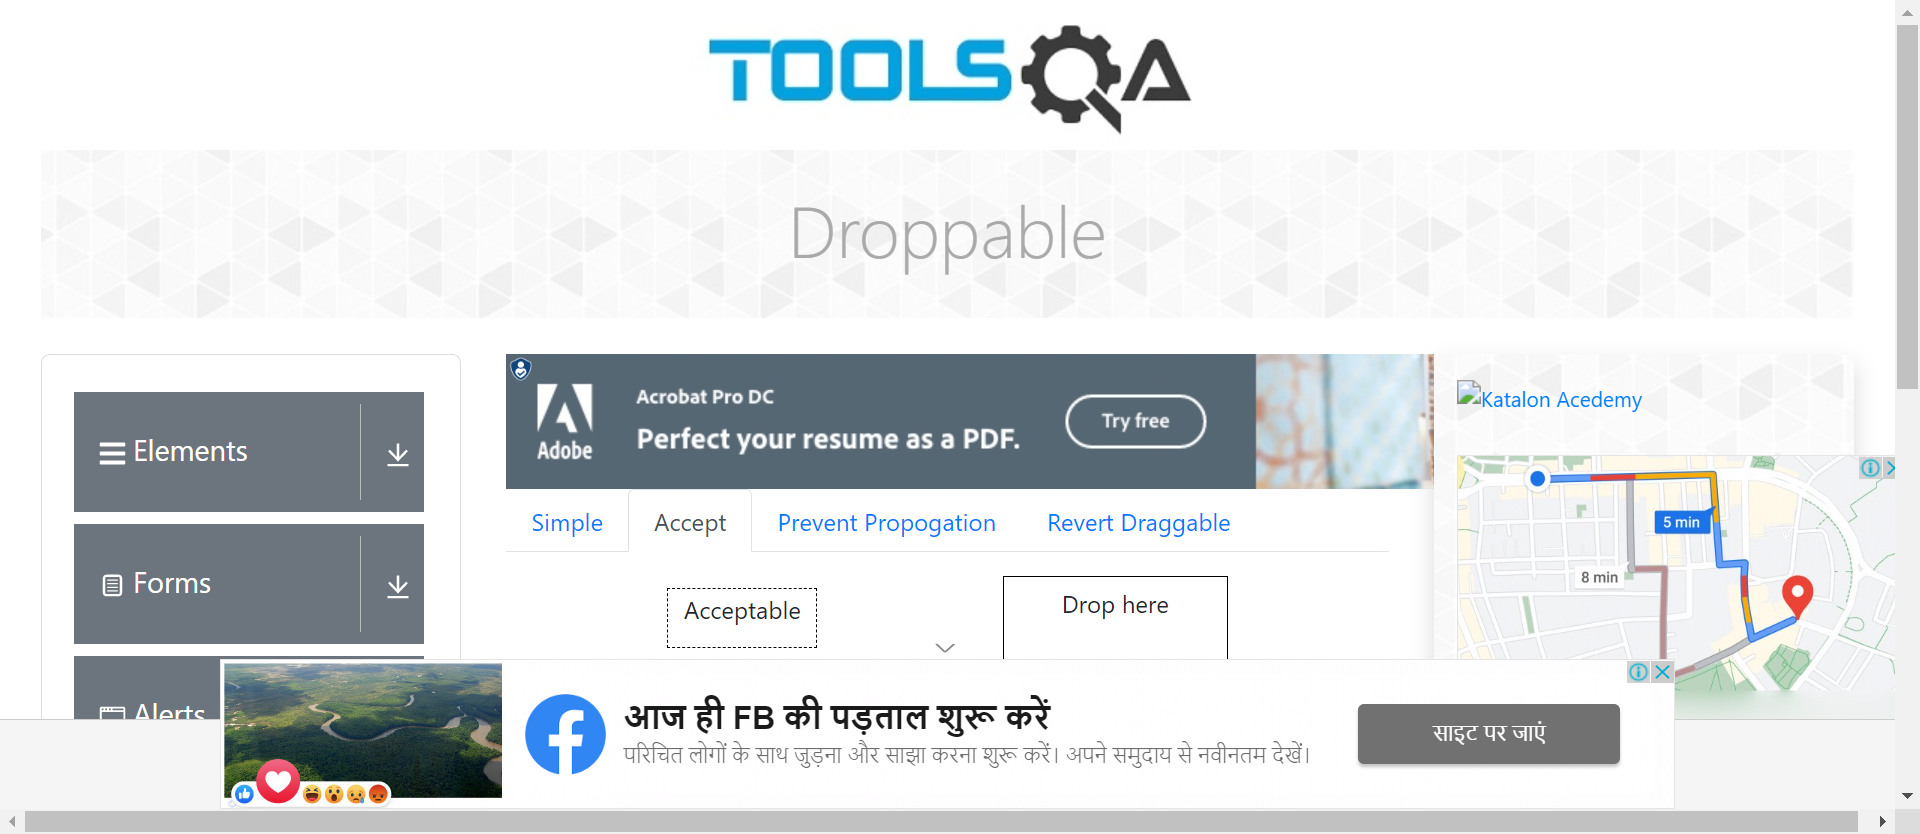 TOOLSQA
Droppable
Elements
Forms
Alerts
Adobe
Acrobat Pro DC
Perfect your resume as a PDF.
Try free
Simple
Accept
Prevent Propogation
Revert Draggable
Acceptable
Drop here
Katalon Acedemy
5 min
8 min
आज ही FB की पड़ताल शुरू करें
परिचित लोगों के साथ जुड़ना और साझा करना शुरू करें। अपने समुदाय से नवीनतम देखें।
साइट पर जाएं